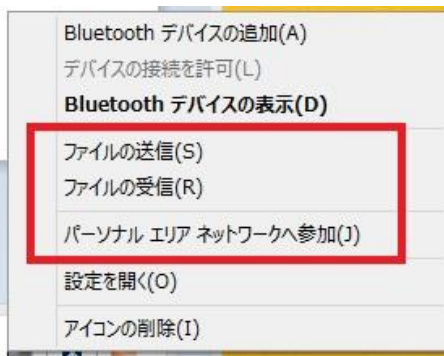 Bluetooth デバイスの追加(A)
デバイスの接続を許可(L)
Bluetooth デバイスの表示(D)
ファイルの送信(S)
ファイルの受信(R)
パーソナル エリア ネットワークへ参加(J)
設定を開く(O)
アイコンの削除(I)